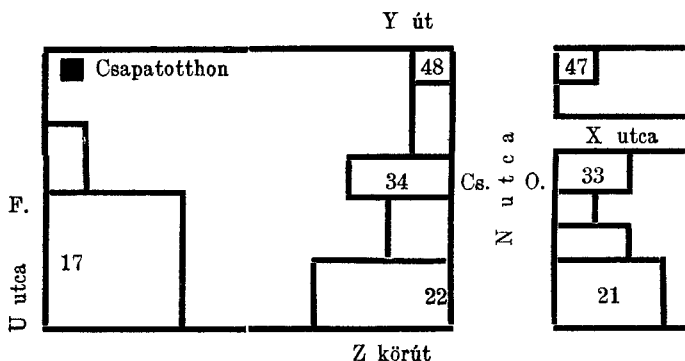 Y út
Csapatotthon
48
47
X utca
N utca
34
Cs.
O.
33
F.
17
U utca
22
21
Z körút